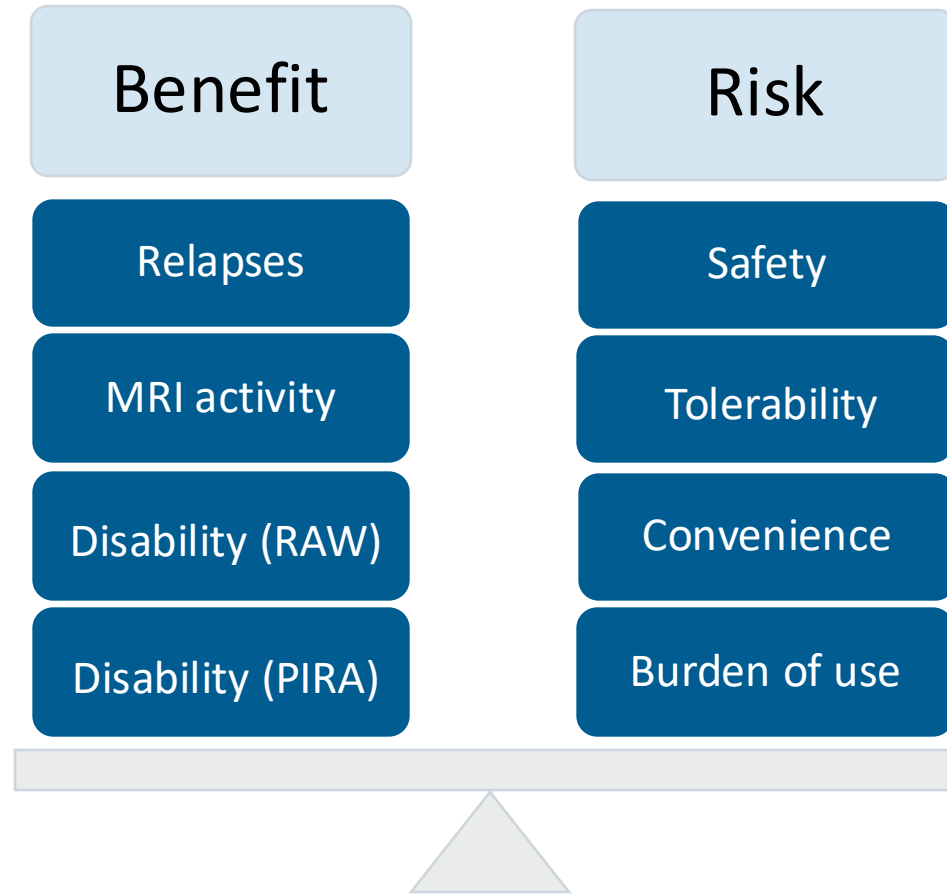 Benefit
Relapses
MRI activity
Disability (RAW)
Disability (PIRA)
Risk
Safety
Tolerability
Convenience
Burden of use